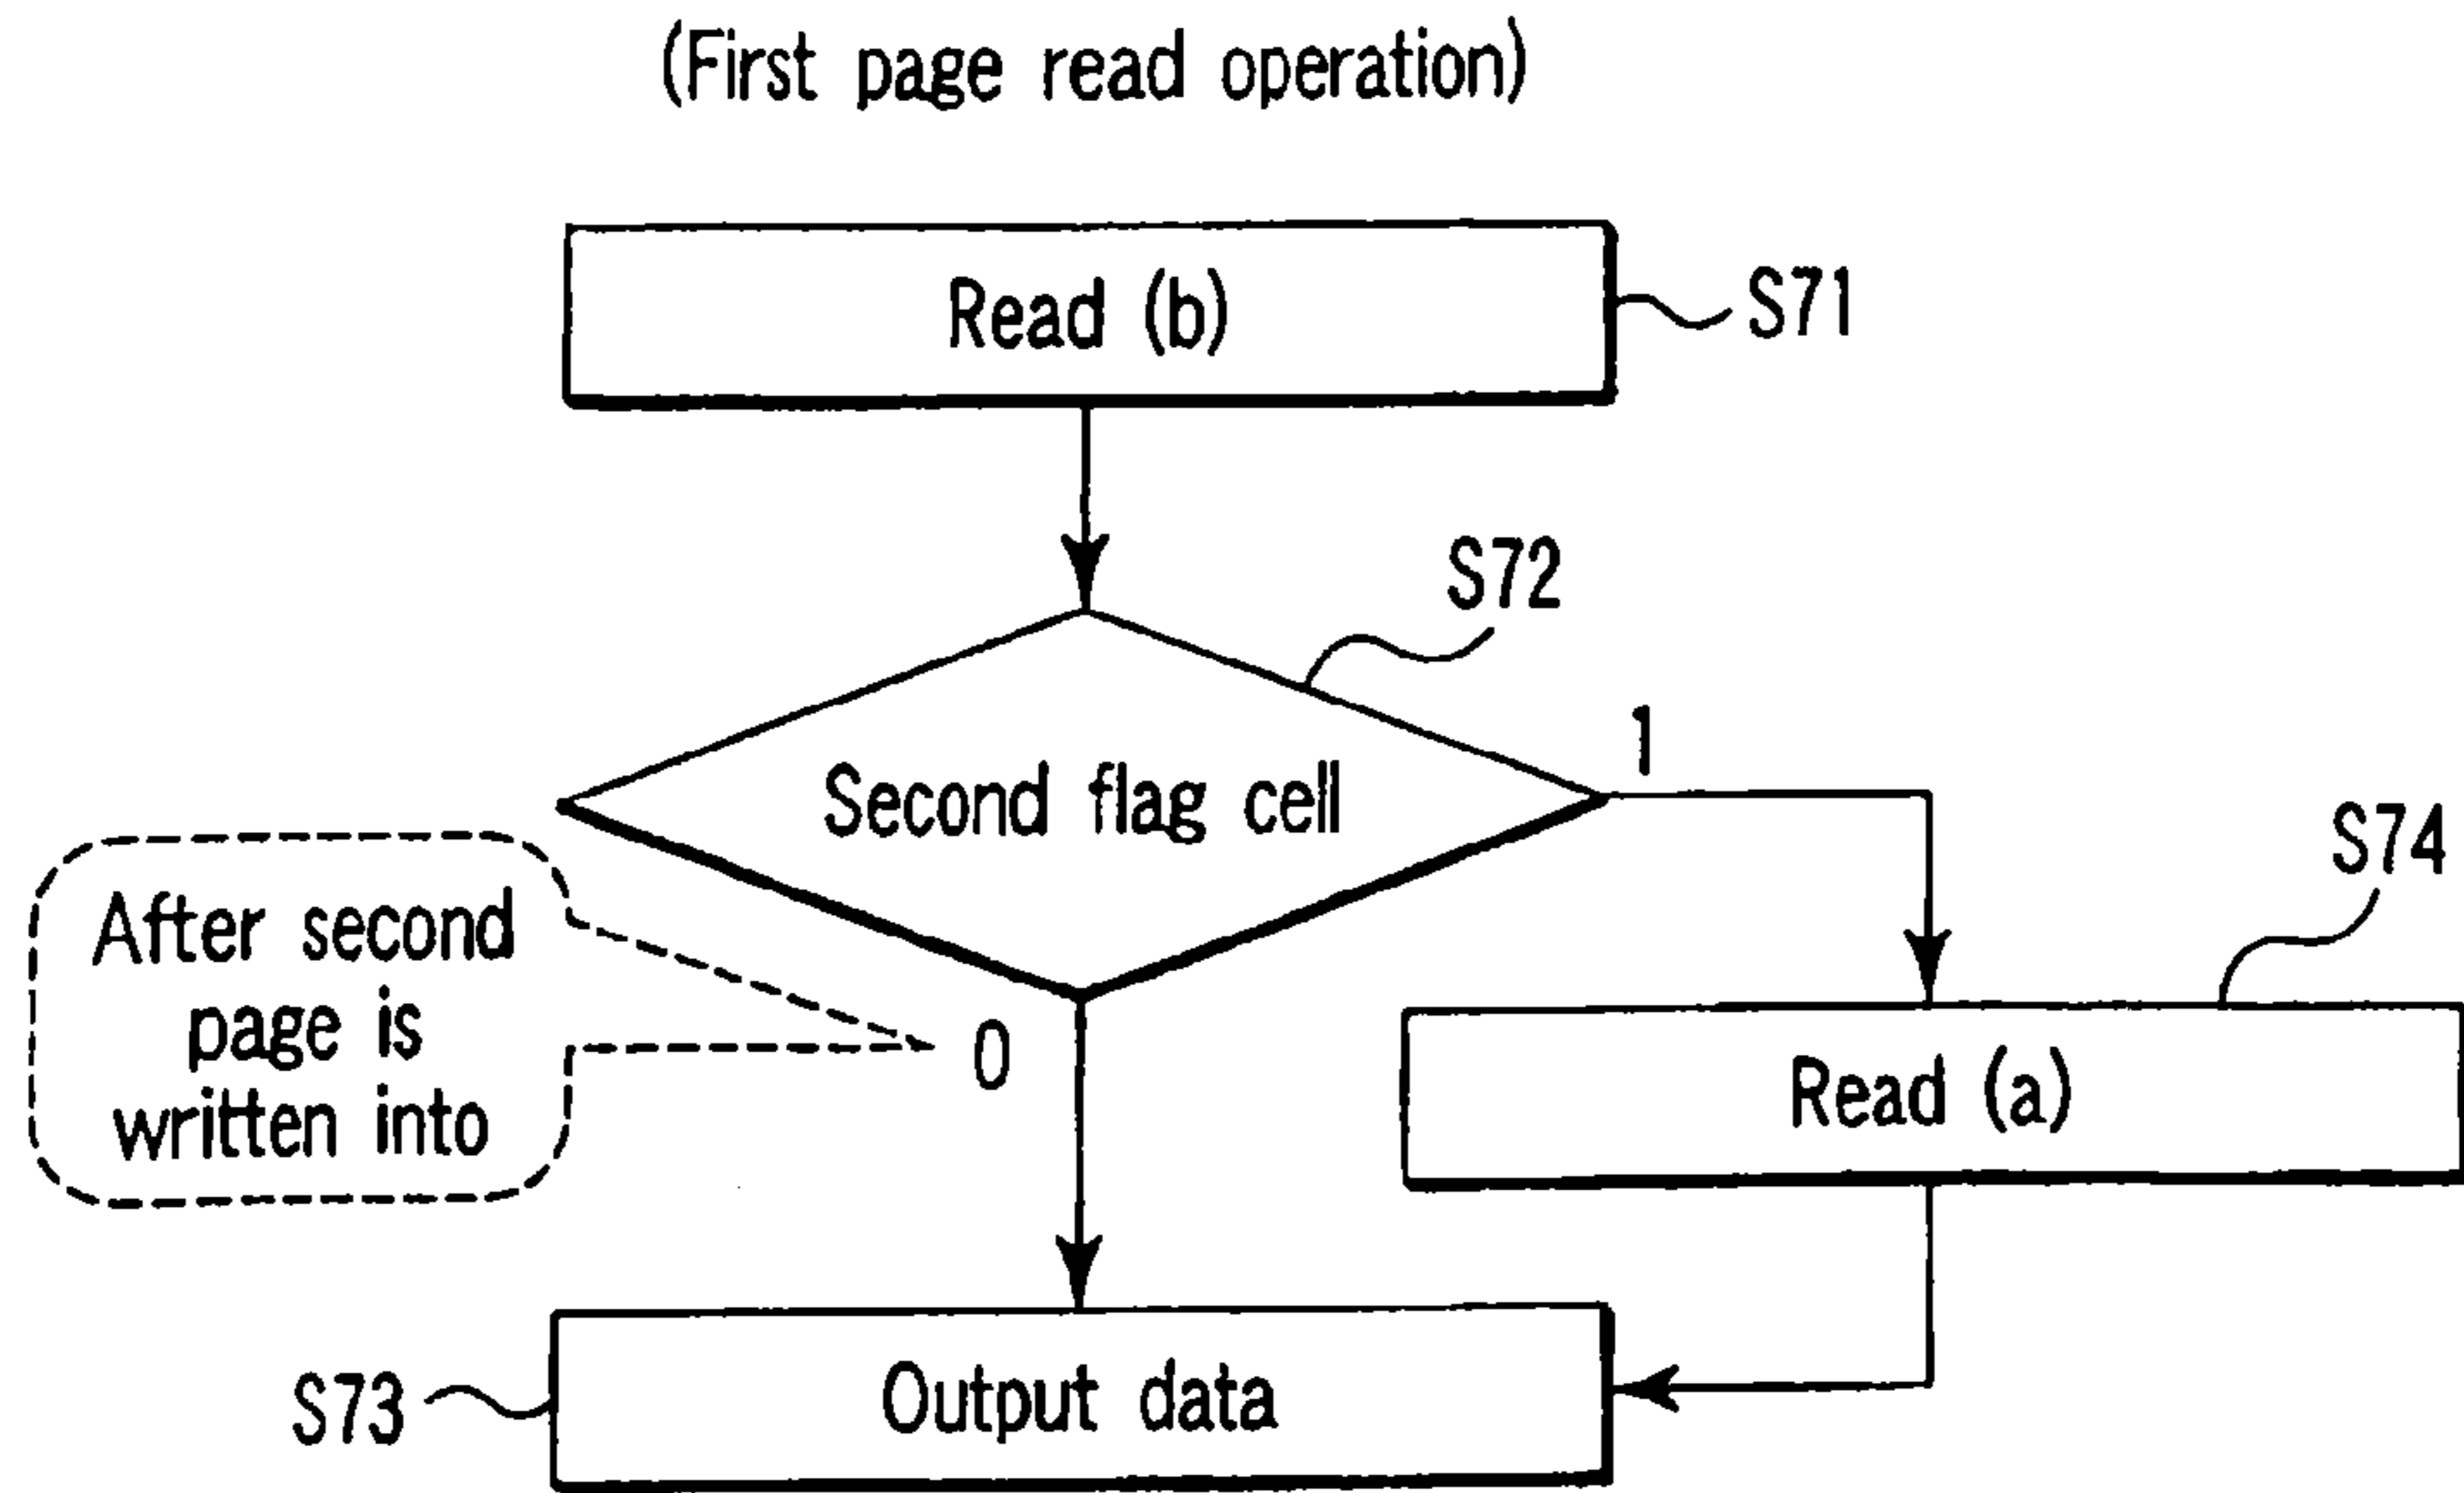 (First page read operation)
Read (b)
S71
S72
Second flag cell
1
S74
After second
page is
written into
0
Read (a)
S73
Output data